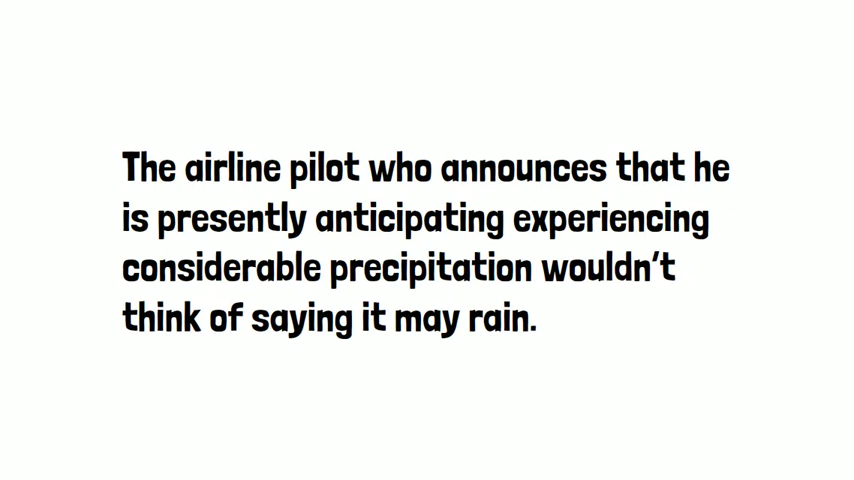 The airline pilot who announces that he
is presently anticipating experiencing
considerable precipitation wouldn't
think of saying it may rain.